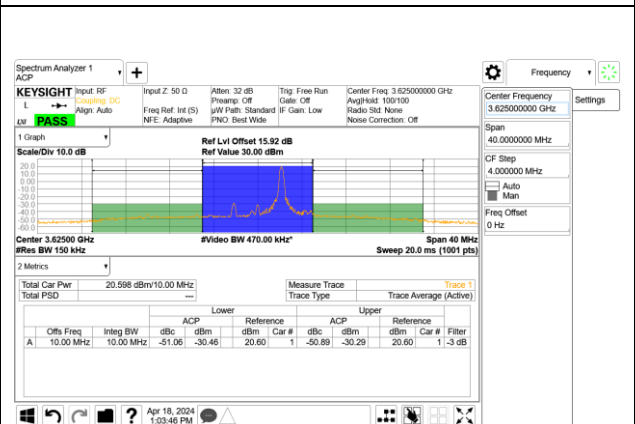 Spectrum Analyzer 1
ACP
Frequency
KEYSIGHT Input: RF Input Z: 50 Ω Atten: 32 dB Trig: Free Run Center Freq: 3.625000000 GHz
L Coupling: DC Preamp: Off Gate: Off Avg|Hold: 100/100
Align: Auto Freq Ref: Int (S) µW Path: Standard IF Gain: Low Radio Std: None
PASS NFE: Adaptive PNO: Best Wide Noise Correction: Off
Center Frequency
3.625000000 GHz
Settings
Span
40.0000000 MHz
CF Step
4.000000 MHz
Auto
Man
Freq Offset
0 Hz
1 Graph
Ref Lvl Offset 15.92 dB
Scale/Div 10.0 dB Ref Value 30.00 dBm
20.0
10.0
0.00
-10.0
-20.0
-30.0
-40.0
-50.0
-60.0
Center 3.62500 GHz #Video BW 470.00 kHz* Span 40 MHz
#Res BW 150 kHz Sweep 20.0 ms (1001 pts)
2 Metrics
Total Car Pwr 20.598 dBm/10.00 MHz Measure Trace Trace 1
Total PSD --- Trace Type Trace Average (Active)
Lower Upper
ACP Reference ACP Reference
Offs Freq Integ BW dBc dBm dBm Car # dBc dBm dBm Car # Filter
A 10.00 MHz 10.00 MHz -51.06 -30.46 20.60 1 -50.89 -30.29 20.60 1 -3 dB
?
Apr 18, 2024
1:03:46 PM